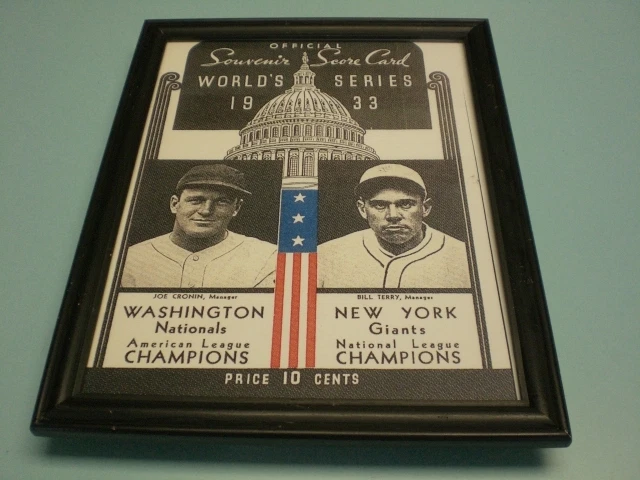 OFFICIAL
Souvenir Score Card
WORLD'S SERIES
19 33
JOE CRONIN, Manager
WASHINGTON
Nationals
American League
CHAMPIONS
BILL TERRY, Manager
NEW YORK
Giants
National League
CHAMPIONS
PRICE 10 CENTS